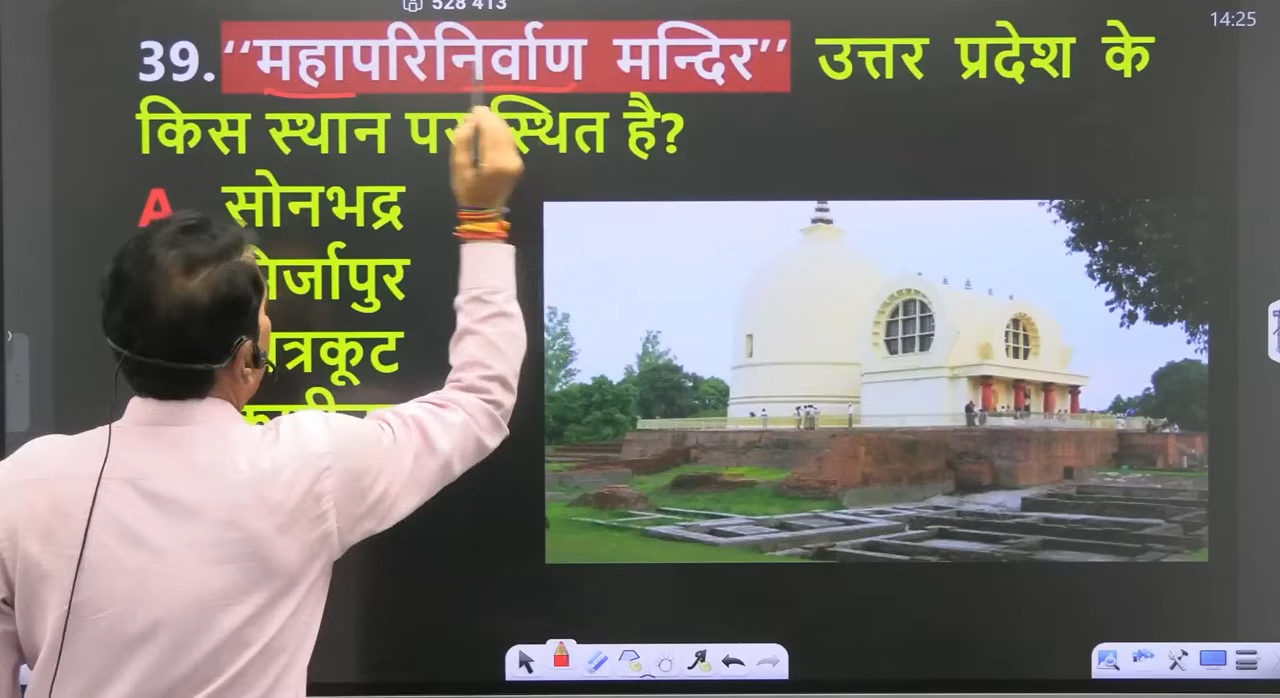 528 413
14:25
39. “महापरिनिर्वाण मन्दिर” उत्तर प्रदेश के
किस स्थान पर स्थित है?
A सोनभद्र
मिर्जापुर
चित्रकूट